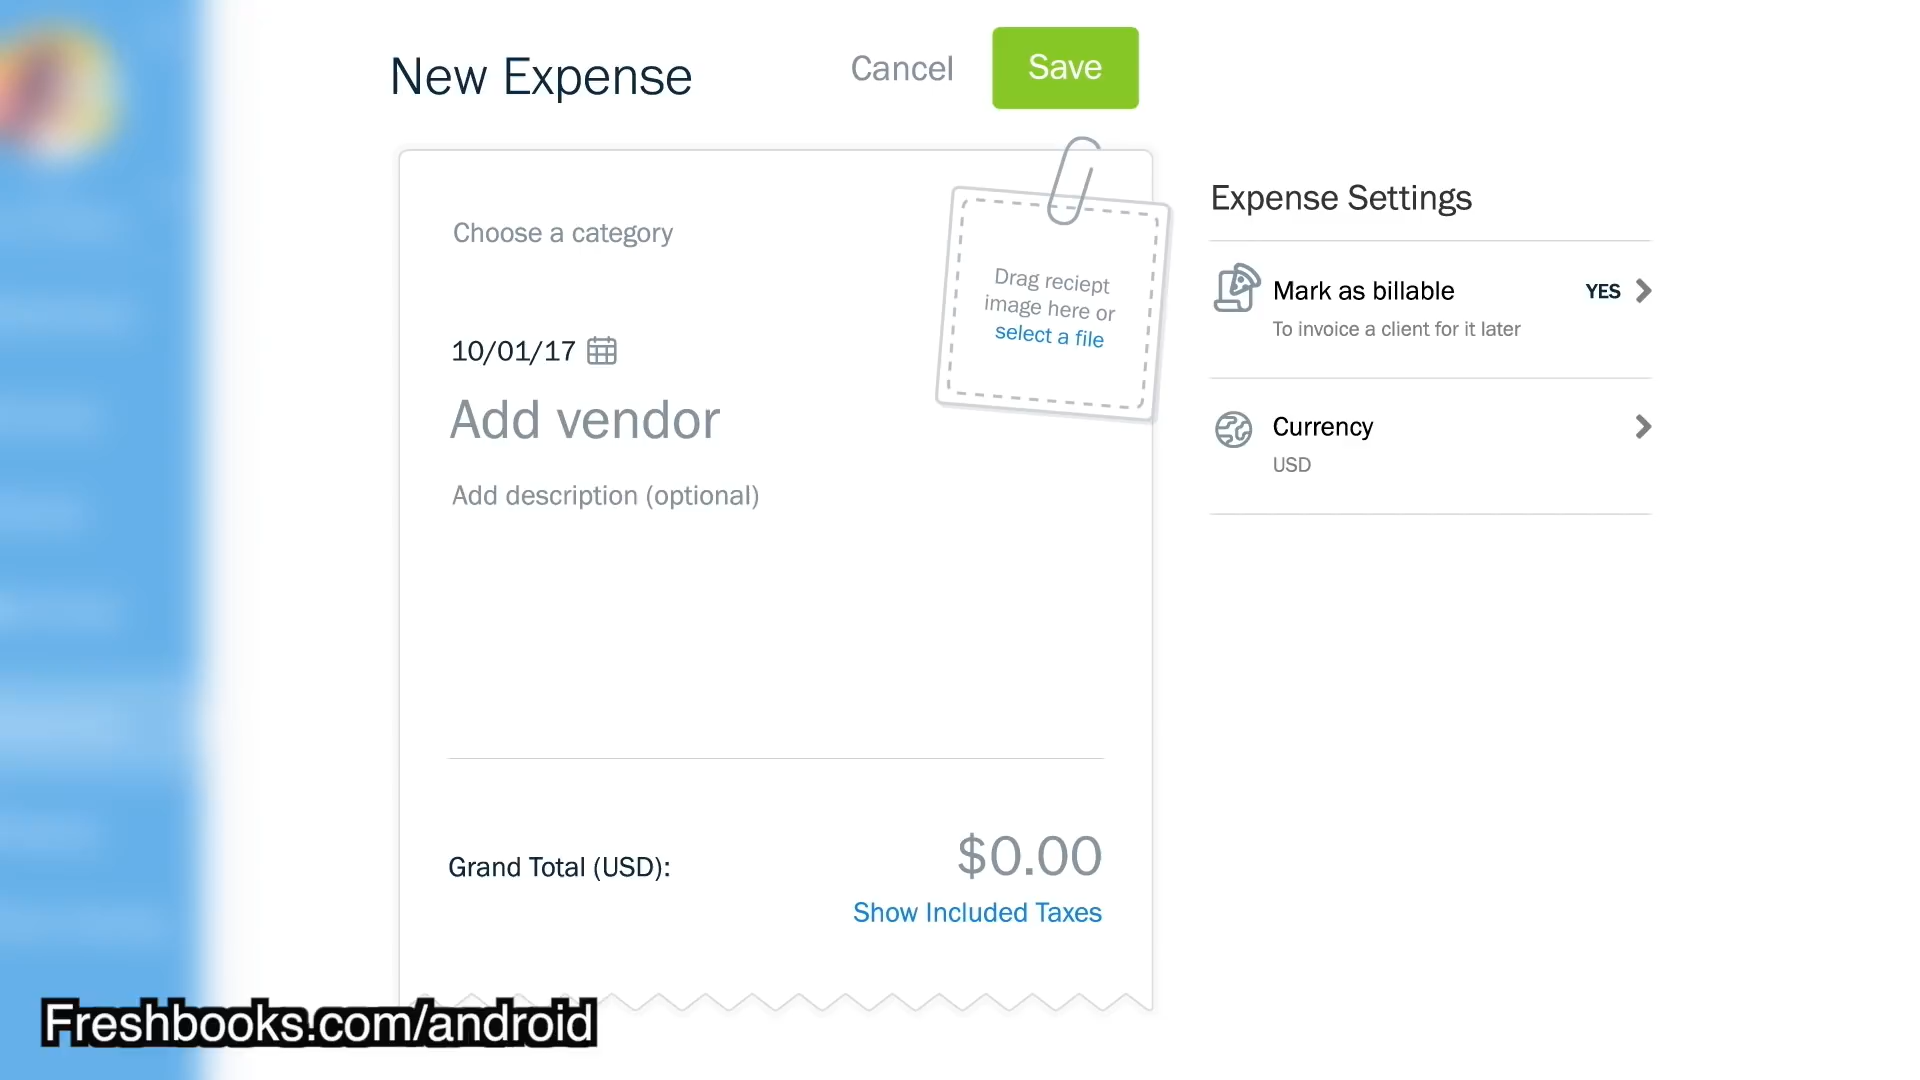 New Expense
Cancel
Save
Choose a category
Drag reciept
image here or
select a file
10/01/17
Add vendor
Add description (optional)
Grand Total (USD):
$0.00
Show Included Taxes
Expense Settings
Mark as billable
YES
To invoice a client for it later
Currency
USD
Freshbooks.com/android